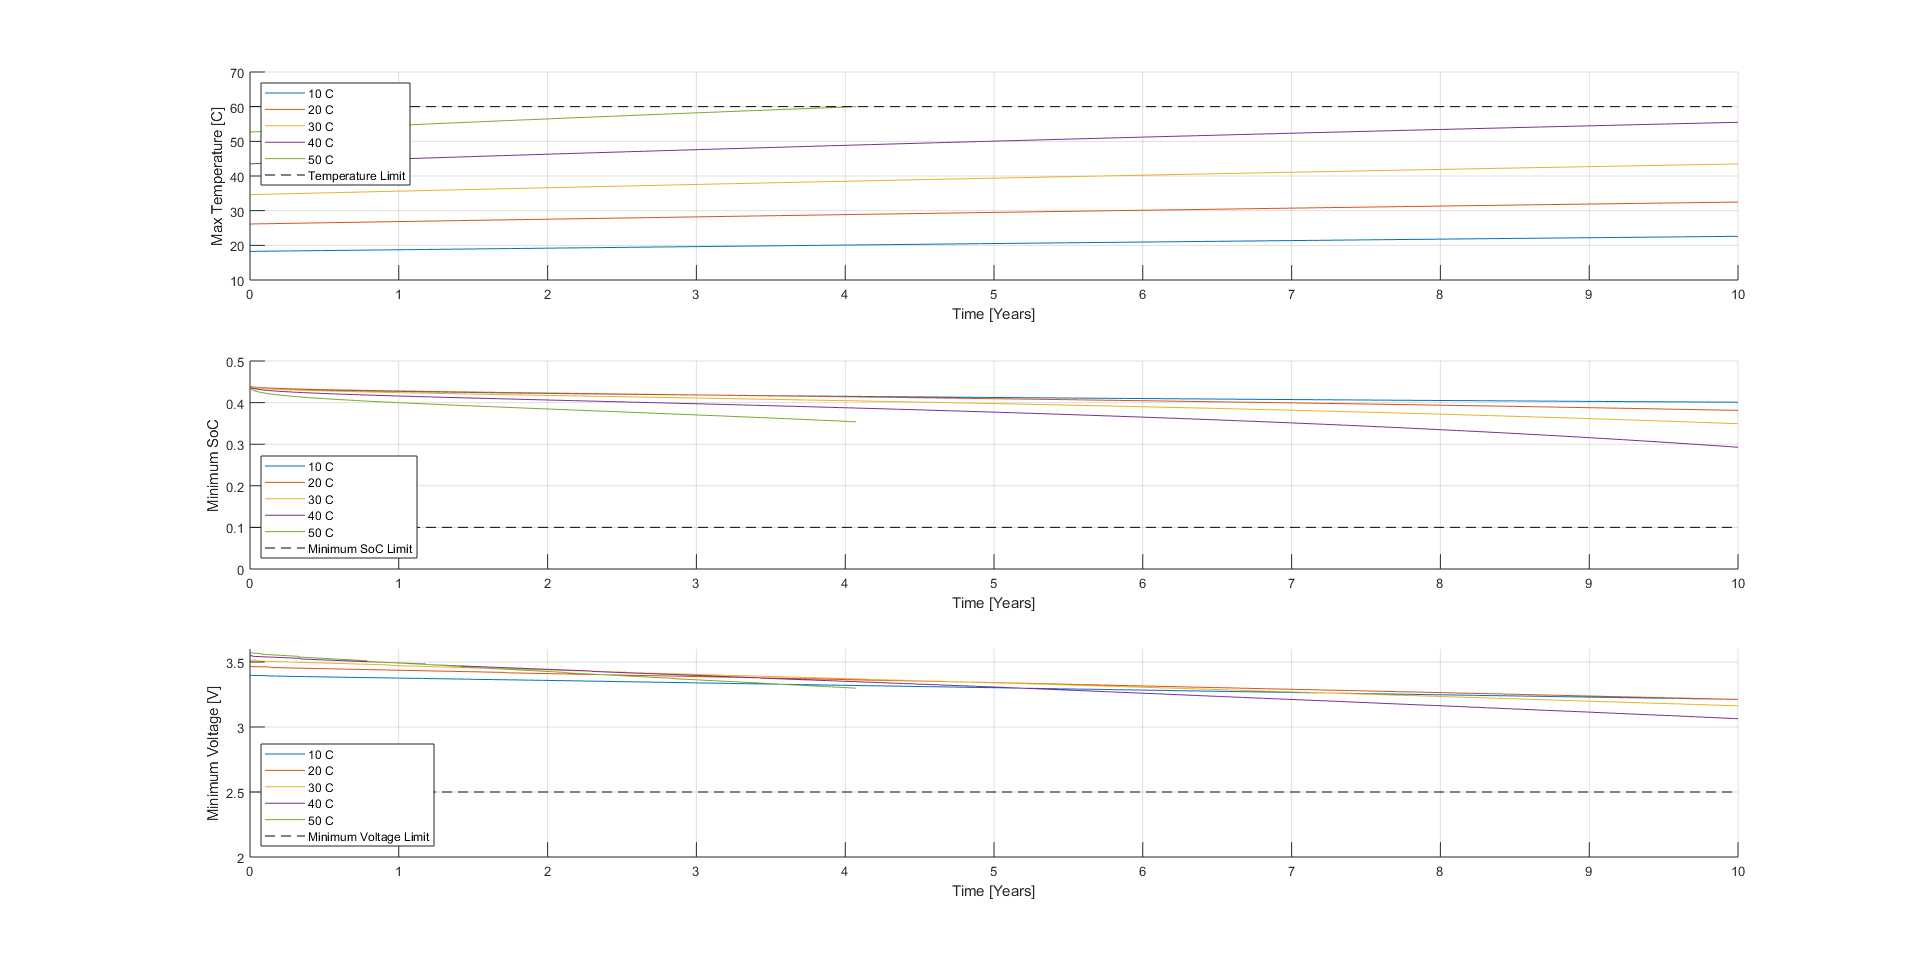 70
60
50
40
30
20
10
Max Temperature [C]
10 C
20 C
30 C
40 C
50 C
Temperature Limit
0 1 2 3 4 5 6 7 8 9 10
Time [Years]
0.5
0.4
0.3
0.2
0.1
0
Minimum SoC
10 C
20 C
30 C
40 C
50 C
Minimum SoC Limit
0 1 2 3 4 5 6 7 8 9 10
Time [Years]
3.5
3
2.5
2
Minimum Voltage [V]
10 C
20 C
30 C
40 C
50 C
Minimum Voltage Limit
0 1 2 3 4 5 6 7 8 9 10
Time [Years]